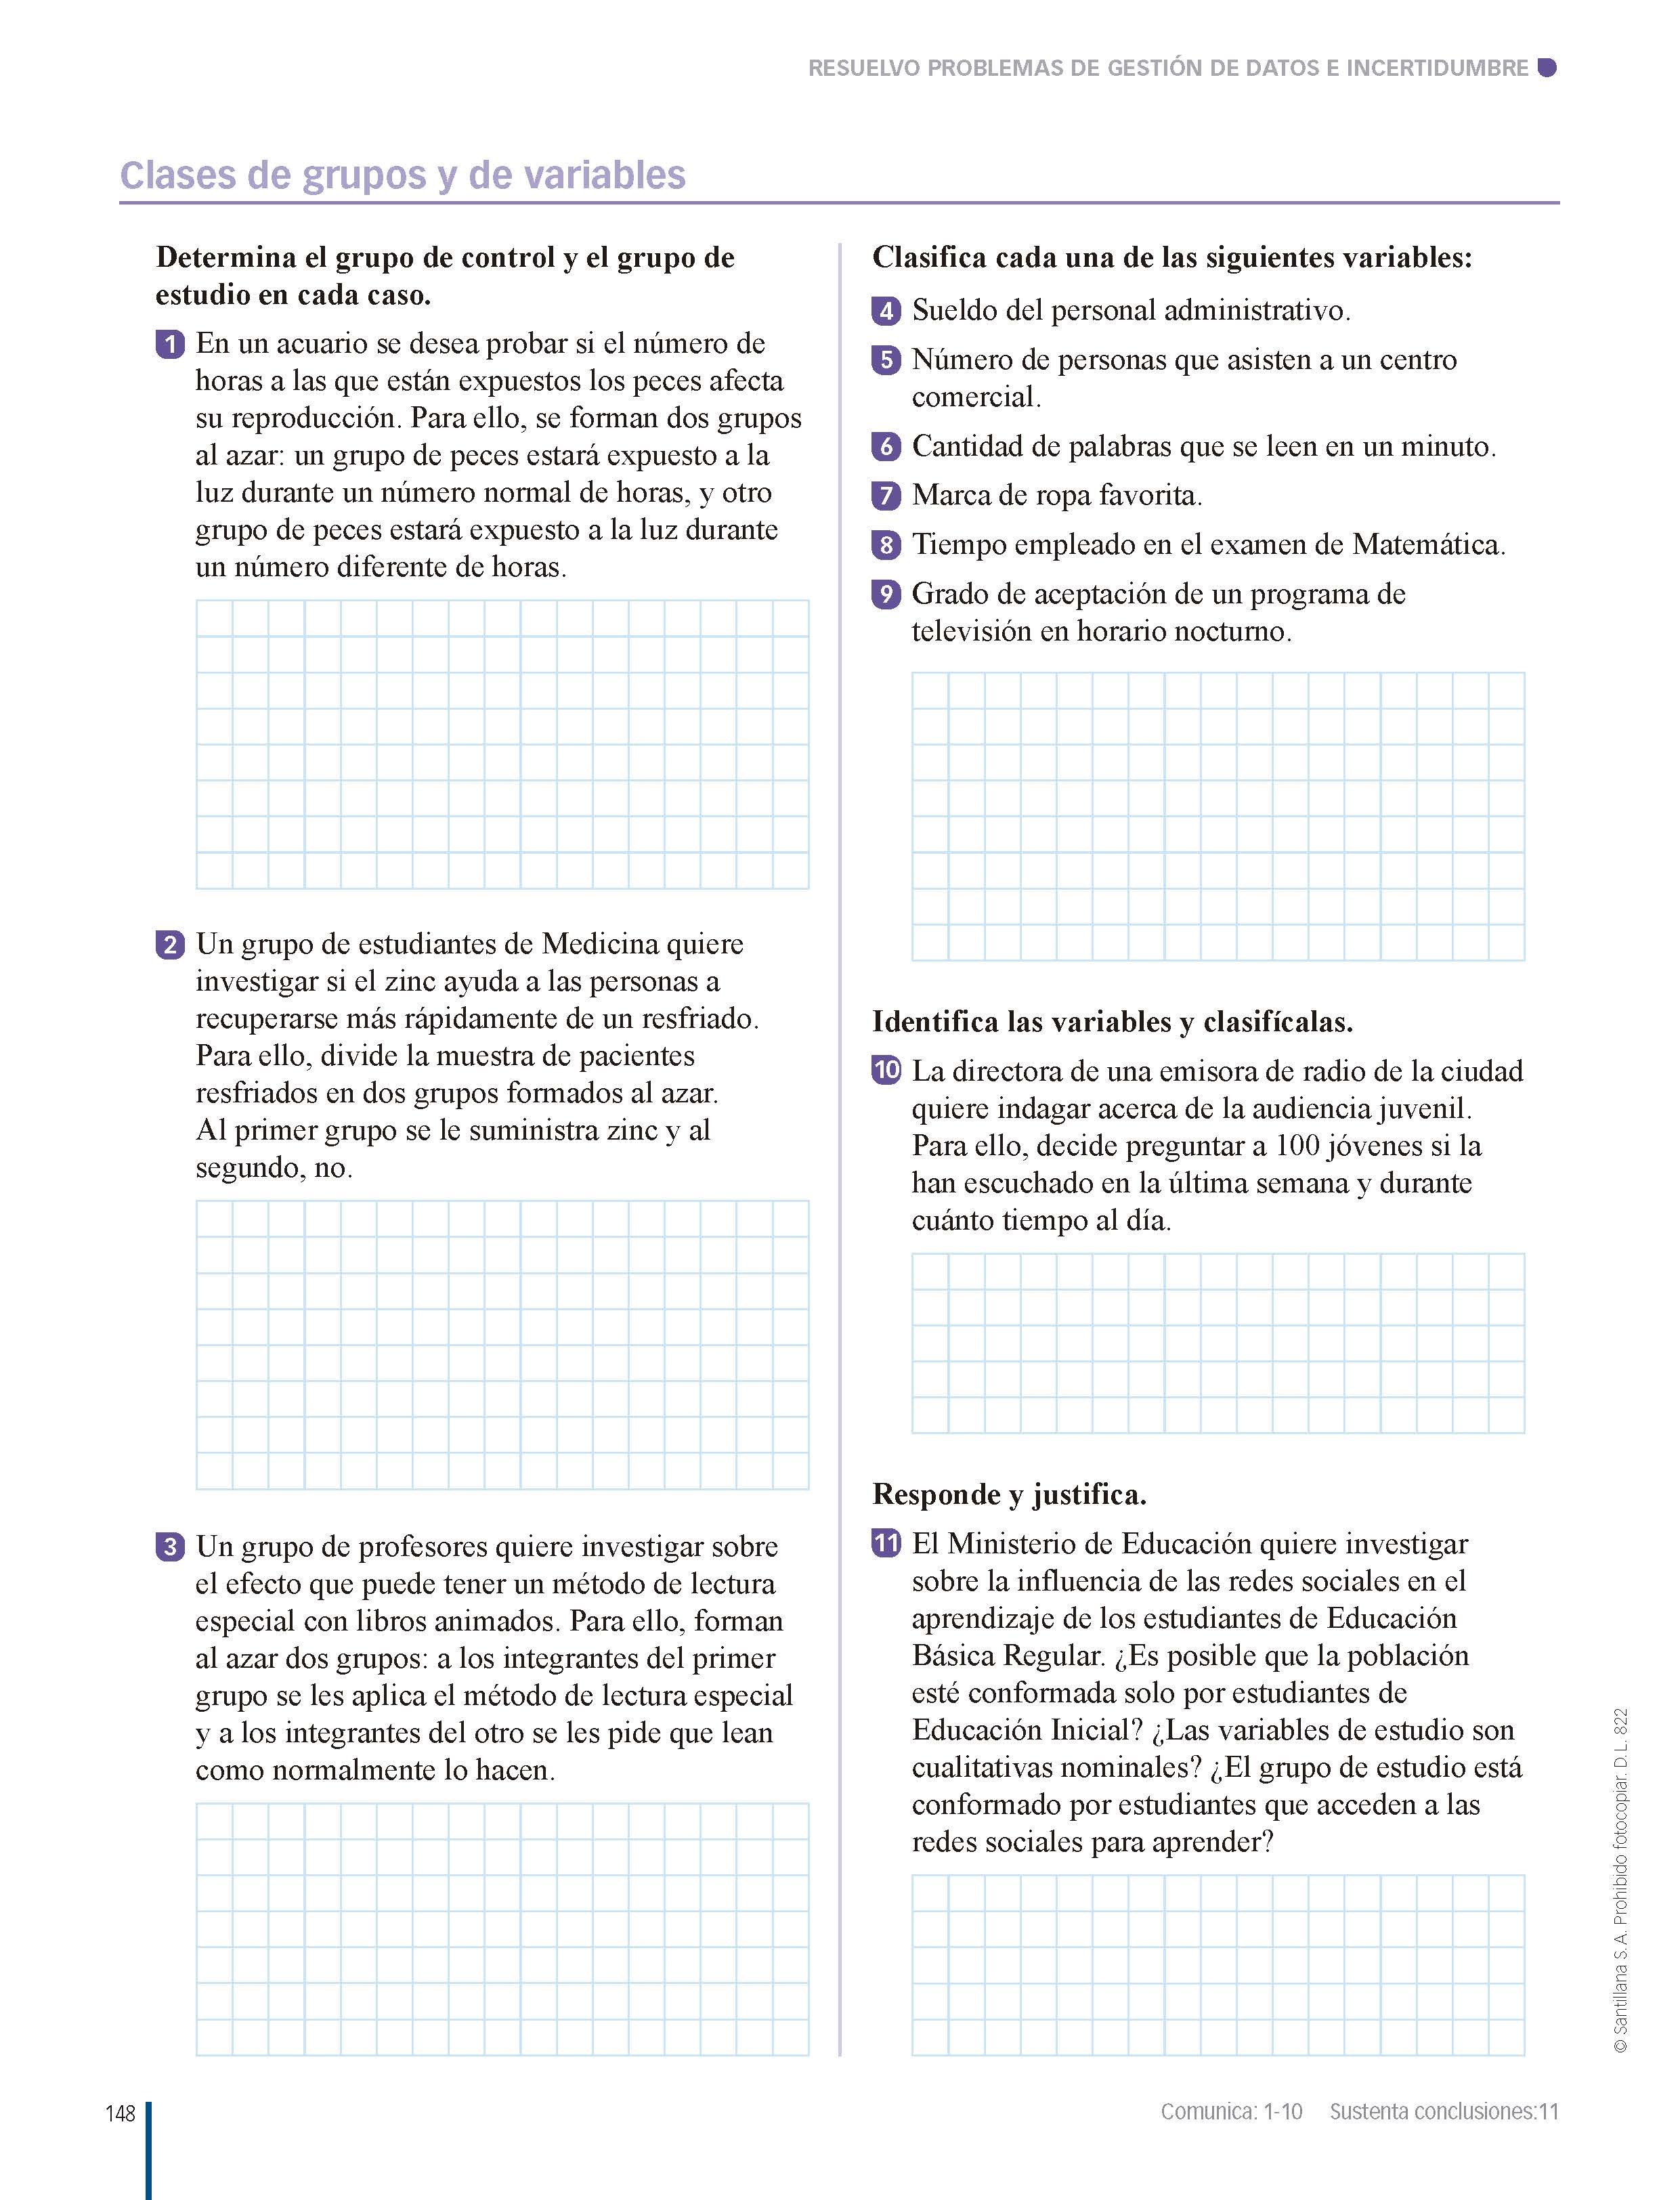 RESUELVO PROBLEMAS DE GESTIÓN DE DATOS E INCERTIDUMBRE
Clases de grupos y de variables
Determina el grupo de control y el grupo de
estudio en cada caso.
1 En un acuario se desea probar si el número de
horas a las que están expuestos los peces afecta
su reproducción. Para ello, se forman dos grupos
al azar: un grupo de peces estará expuesto a la
luz durante un número normal de horas, y otro
grupo de peces estará expuesto a la luz durante
un número diferente de horas.
2 Un grupo de estudiantes de Medicina quiere
investigar si el zinc ayuda a las personas a
recuperarse más rápidamente de un resfriado.
Para ello, divide la muestra de pacientes
resfriados en dos grupos formados al azar.
Al primer grupo se le suministra zinc y al
segundo, no.
3 Un grupo de profesores quiere investigar sobre
el efecto que puede tener un método de lectura
especial con libros animados. Para ello, forman
al azar dos grupos: a los integrantes del primer
grupo se les aplica el método de lectura especial
y a los integrantes del otro se les pide que lean
como normalmente lo hacen.
Clasifica cada una de las siguientes variables:
4 Sueldo del personal administrativo.
5 Número de personas que asisten a un centro
comercial.
6 Cantidad de palabras que se leen en un minuto.
7 Marca de ropa favorita.
8 Tiempo empleado en el examen de Matemática.
9 Grado de aceptación de un programa de
televisión en horario nocturno.
Identifica las variables y clasifícalas.
10 La directora de una emisora de radio de la ciudad
quiere indagar acerca de la audiencia juvenil.
Para ello, decide preguntar a 100 jóvenes si la
han escuchado en la última semana y durante
cuánto tiempo al día.
Responde y justifica.
11 El Ministerio de Educación quiere investigar
sobre la influencia de las redes sociales en el
aprendizaje de los estudiantes de Educación
Básica Regular. ¿Es posible que la población
esté conformada solo por estudiantes de
Educación Inicial? ¿Las variables de estudio son
cualitativas nominales? ¿El grupo de estudio está
conformado por estudiantes que acceden a las
redes sociales para aprender?
© Santillana S. A. Prohibido fotocopiar. D. L. 822
148
Comunica: 1-10 Sustenta conclusiones:11